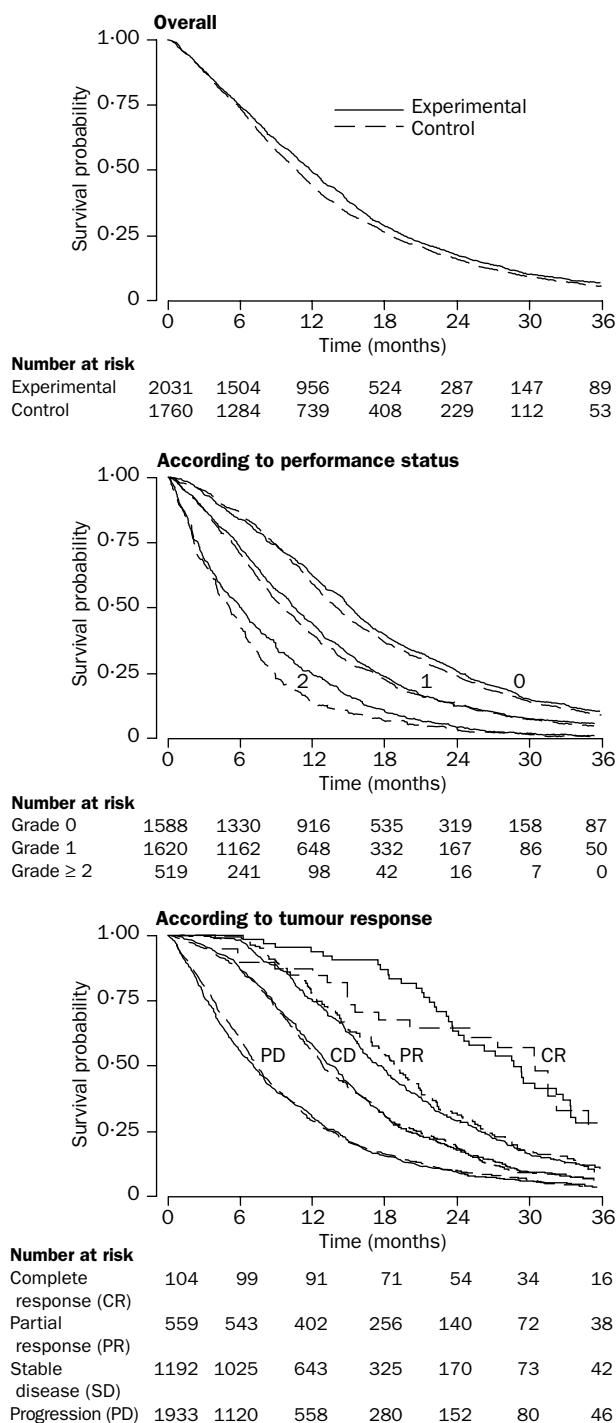 Overall
1·00
0·75
0·50
0·25
0
Survival probability
Experimental
Control
0 6 12 18 24 30 36
Time (months)
Number at risk
Experimental 2031 1504 956 524 287 147 89
Control 1760 1284 739 408 229 112 53
According to performance status
1·00
0·75
0·50
0·25
0
Survival probability
2 1 0
0 6 12 18 24 30 36
Time (months)
Number at risk
Grade 0 1588 1330 916 535 319 158 87
Grade 1 1620 1162 648 332 167 86 50
Grade ≥ 2 519 241 98 42 16 7 0
According to tumour response
1·00
0·75
0·50
0·25
0
Survival probability
PD CD PR CR
0 6 12 18 24 30 36
Time (months)
Number at risk
Complete 104 99 91 71 54 34 16
response (CR)
Partial 559 543 402 256 140 72 38
response (PR)
Stable 1192 1025 643 325 170 73 42
disease (SD)
Progression (PD) 1933 1120 558 280 152 80 46